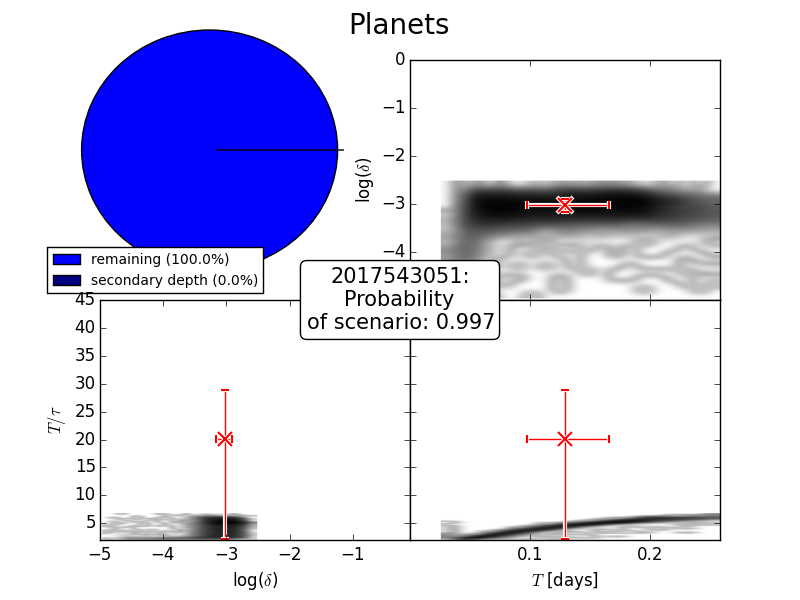 Planets
remaining (100.0%)
secondary depth (0.0%)
0
−1
−2
−3
−4
log(δ)
2017543051:
Probability
of scenario: 0.997
45
40
35
30
25
20
15
10
5
T/τ
−5
−4
−3
−2
−1
log(δ)
0.1
0.2
T [days]